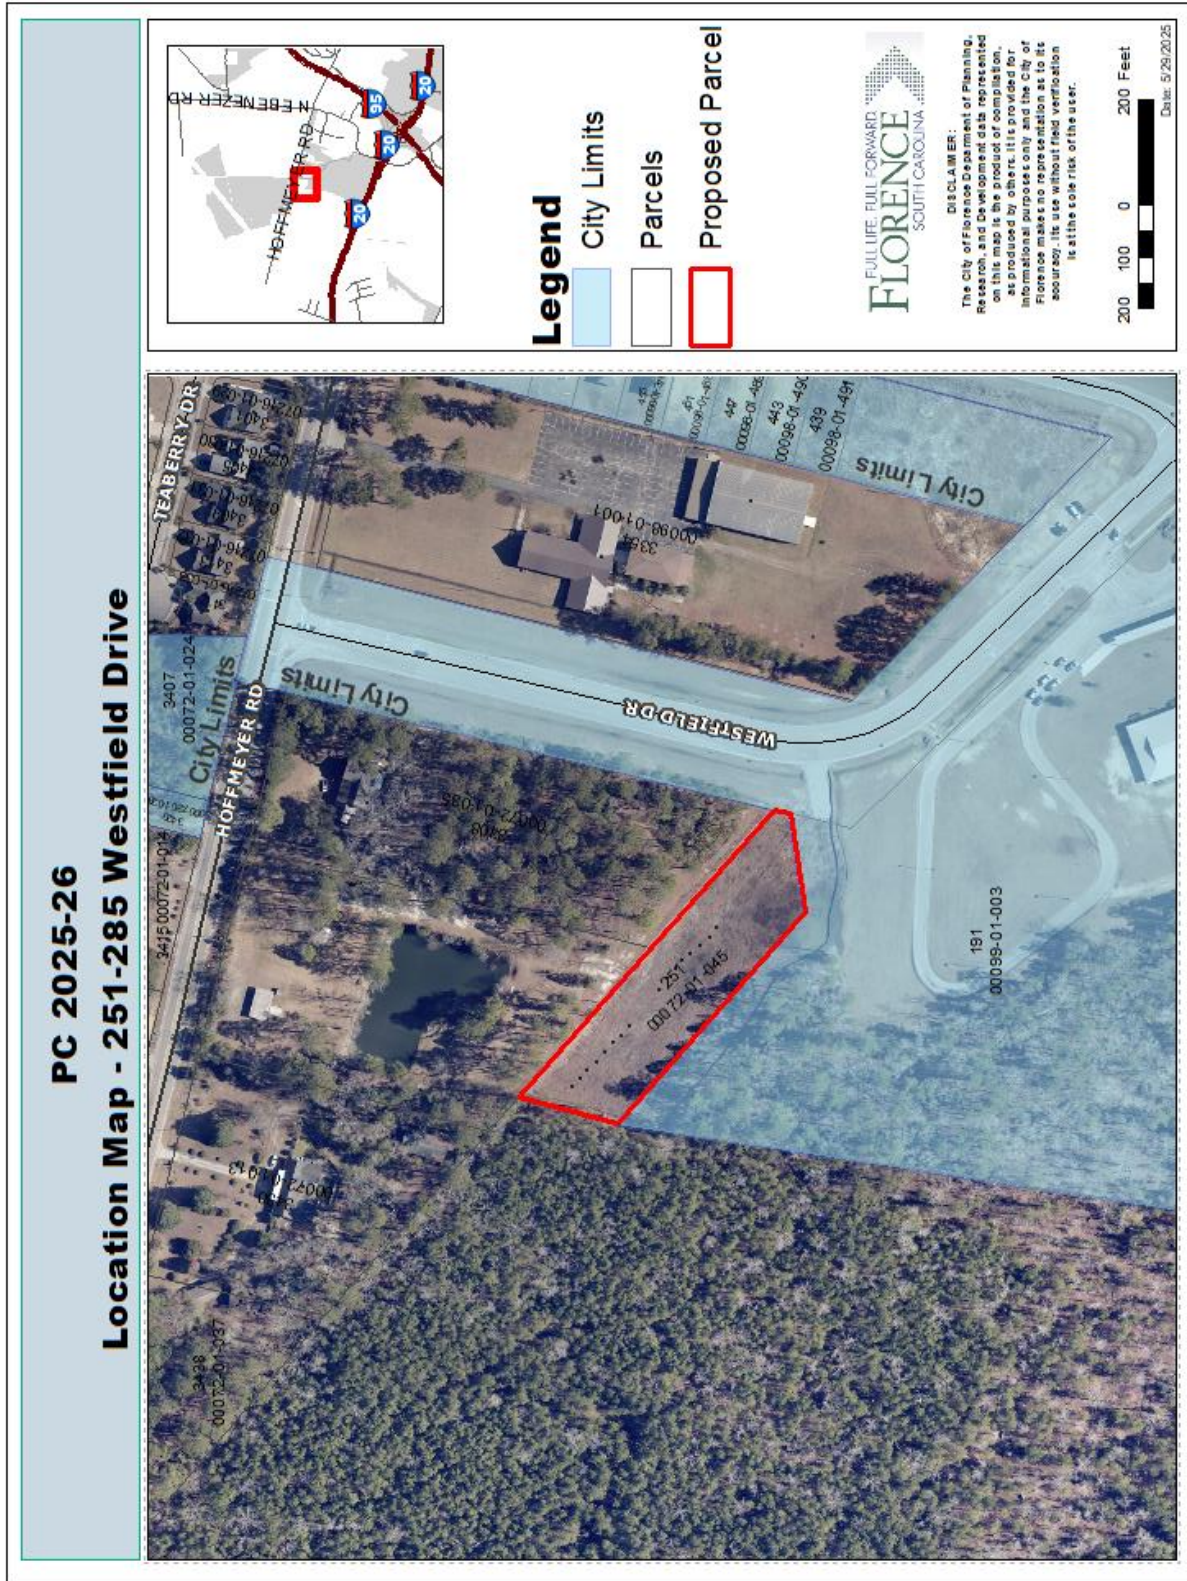 PC 2025-26
Location Map - 251-285 Westfield Drive
TEABERRY DR
3401
3407
00072-01-024
City Limits
HOFFMEYER RD
City Limits
3415 00072-01-014
WESTFIELD DR
3354
00098-01-001
447
443
00098-01-490
439
00098-01-491
City Limits
00072-01-035
251
00072-01-045
191
00099-01-003
00072-01-013
3438
00072-01-037
HOFFMEYER RD
N EBENEZER RD
95
20
20
20
Legend
City Limits
Parcels
Proposed Parcel
FULL LIFE. FULL FORWARD.
FLORENCE
SOUTH CAROLINA
DISCLAIMER:
The City of Florence Department of Planning,
Research, and Development data represented
on this map is the product of compilation,
as produced by others. It is provided for
informational purposes only and the City of
Florence makes no representation as to its
accuracy. Its use without field verification
is at the sole risk of the user.
200 100 0 200 Feet
Date: 5/29/2025